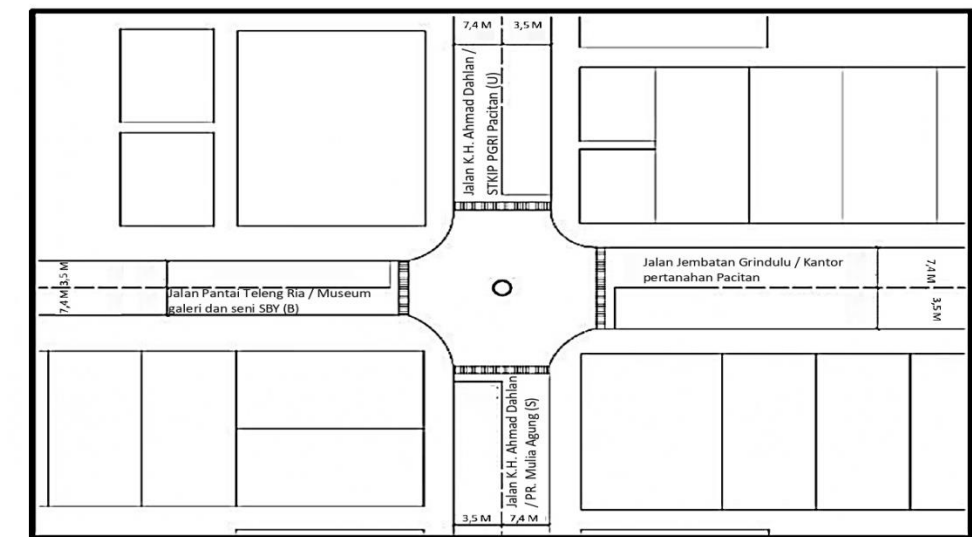 7,4 M 3,5 M
Jalan K.H. Ahmad Dahlan /
STKIP PGRI Pacitan (U)
7,4 M 3,5 M
Jalan Pantai Teleng Ria / Museum
galeri dan seni SBY (B)
Jalan Jembatan Grindulu / Kantor
pertanahan Pacitan
7,4 M
3,5 M
Jalan K.H. Ahmad Dahlan
/ PR. Mulia Agung (S)
3,5 M 7,4 M